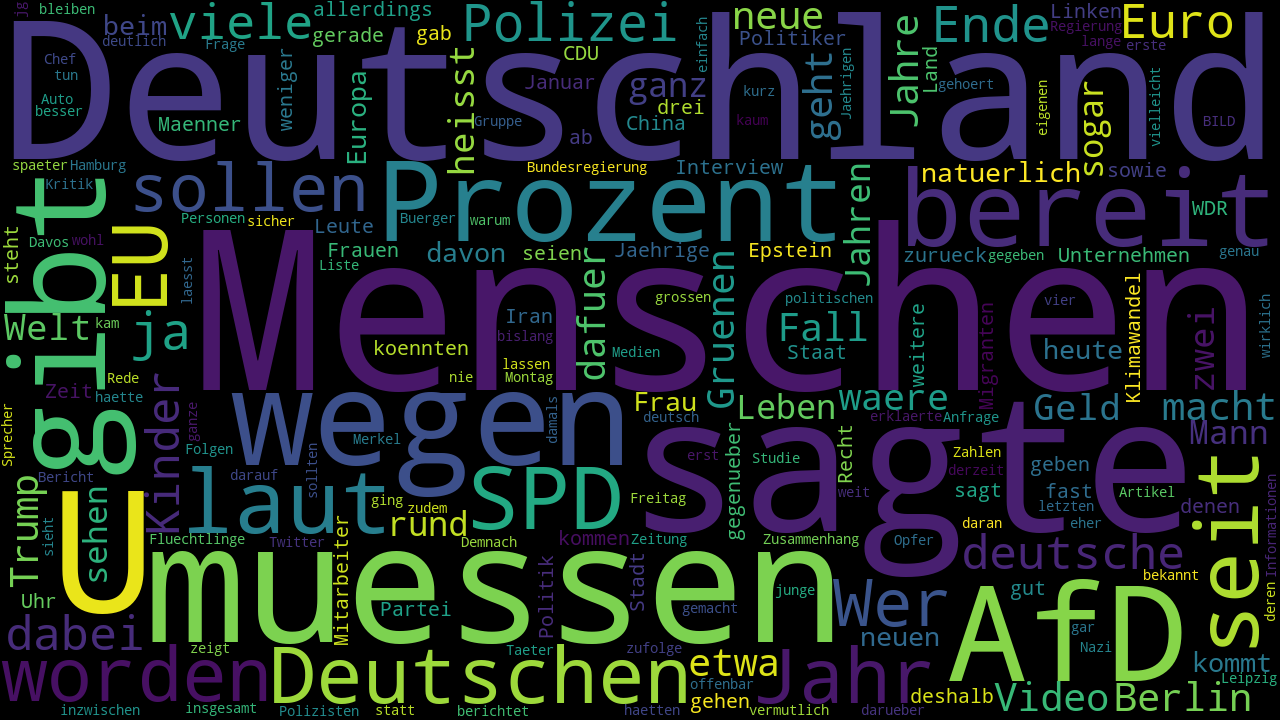 jg
bleiben
beim
viele
allerdings
gerade
gab
Polizei
neue
Ende
Linken
Regierung
Euro
deutlich
Frage
lange
erste
Deutschland
Chef
tun
Auto
besser
Maenner
weniger
Europa
heisst
CDU
Januar
Gruppe
ab
ganz
einfach
Politiker
drei
China
kurz
kaum
geht
Jaehrigen
Jahre
Land
gehoert
eigenen
sogar
vielleicht
BILD
spaeter
Hamburg
Kritik
sollen
Prozent
Bundesregierung
Interview
natuerlich
sowie
bereit
WDR
gibt
EU
steht
Davos
wohl
Personen
sicher
Leute
Buerger
warum
Frauen
Liste
davon
seien
Jaehrige
Epstein
Jahren
zurueck
gegeben
Unternehmen
genau
laesst
Menschen
Welt
kam
ja
Iran
bislang
koennten
lassen
nie
Montag
dafuer
grossen
Medien
Gruenen
politischen
Fall
Staat
weitere
vier
Migranten
heute
Klimawandel
zwei
wirklich
Zeit
Rede
haette
Kinder
ganze
wegen
Frau
deutsch
Leben
waere
erklaerte
Anfrage
Geld
macht
Mann
Sprecher
Bericht
Folgen
darauf
sollten
Merkel
damals
sagte
erst
gegenueber
Studie
Recht
weit
Zahlen
derzeit
geben
sagt
fast
letzten
eher
Artikel
denen
seit
Trump
sieht
sehen
laut
ging
zudem
rund
SPD
Freitag
daran
Informationen
Fluechtlinge
Twitter
Mitarbeiter
Demnach
kommen
Zeitung
Zusammenhang
Opfer
deutsche
bekannt
deren
U
Uhr
muessen
Partei
Politik
Stadt
gemacht
junge
Wer
neuen
AfD
gut
gar
Nazi
dabei
zeigt
Taeter
zufolge
kommt
Leipzig
worden
Deutschen
etwa
offenbar
gehen
Jahr
deshalb
Video
Berlin
inzwischen
insgesamt
Polizisten
statt
berichtet
haetten
vermutlich
darueber